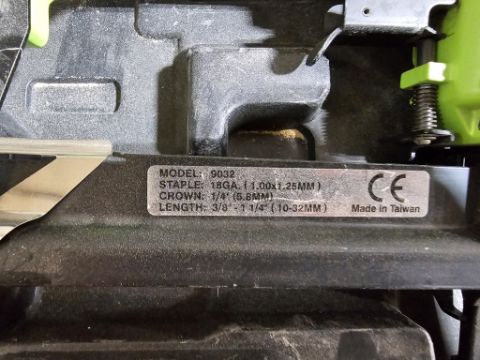 MODEL: 9032
STAPLE: 18GA. ( 1.00x1.25MM )
CROWN: 1/4" (5.8MM)
LENGTH: 3/8" - 1 1/4" ( 10-32MM )
CE
Made in Taiwan